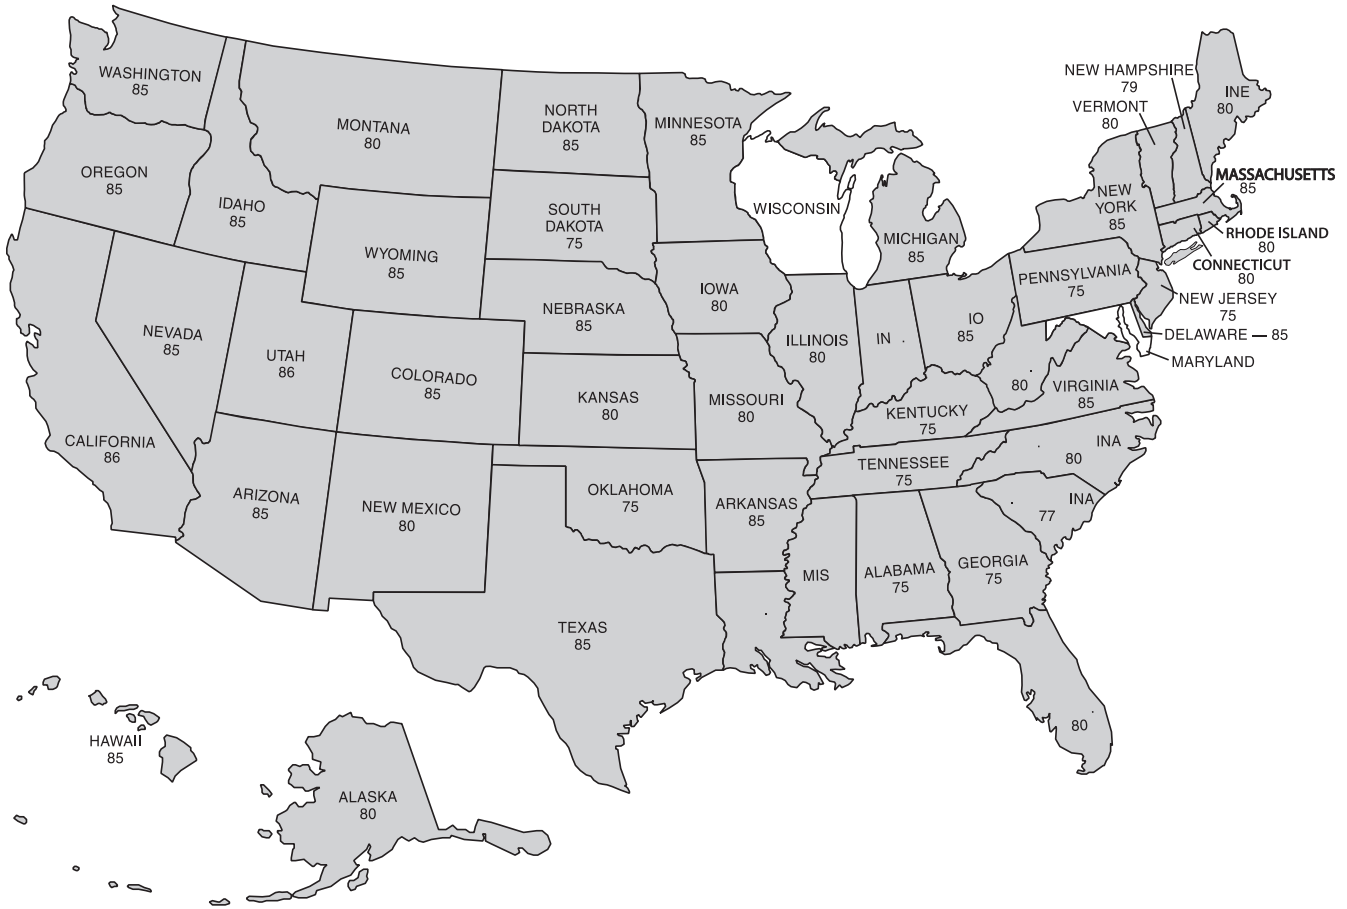 WASHINGTON
85
OREGON
85
CALIFORNIA
86
NEVADA
85
IDAHO
85
MONTANA
80
WYOMING
85
UTAH
86
COLORADO
85
ARIZONA
85
NEW MEXICO
80
NORTH
DAKOTA
85
SOUTH
DAKOTA
75
NEBRASKA
85
KANSAS
80
OKLAHOMA
75
TEXAS
85
MINNESOTA
85
IOWA
80
MISSOURI
80
ARKANSAS
85
WISCONSIN
ILLINOIS
80
MICHIGAN
85
IN
IO
85
KENTUCKY
75
TENNESSEE
75
MIS
ALABAMA
75
GEORGIA
75
80
INA
77
INA
80
VIRGINIA
85
80
PENNSYLVANIA
75
NEW
YORK
85
VERMONT
80
NEW HAMPSHIRE
79
INE
80
MASSACHUSETTS
85
RHODE ISLAND
80
CONNECTICUT
80
NEW JERSEY
75
DELAWARE — 85
MARYLAND
HAWAII
85
ALASKA
80